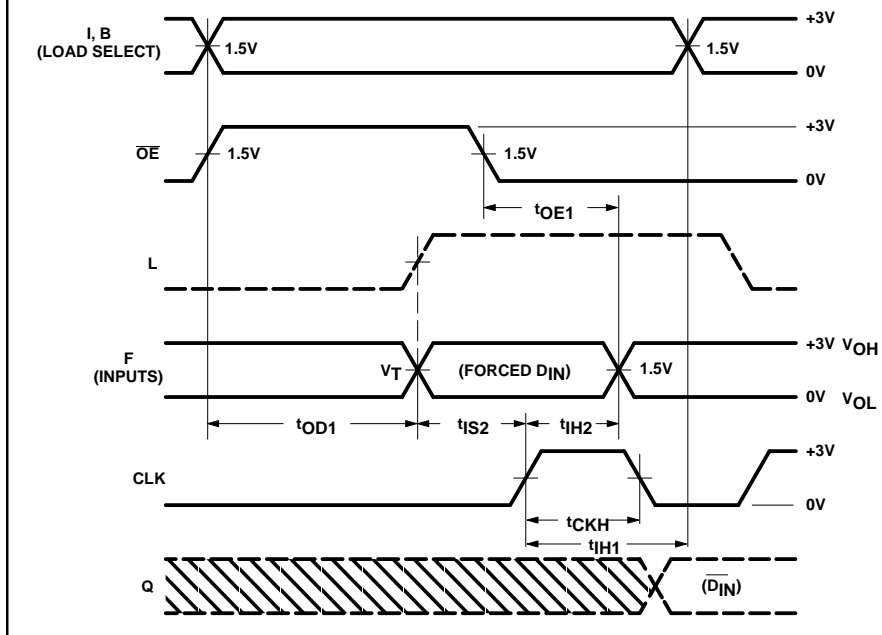 I, B
(LOAD SELECT)
1.5V
1.5V
+3V
0V
OE
1.5V
1.5V
+3V
0V
tOE1
L
F
(INPUTS)
VT
(FORCED DIN)
1.5V
+3V VOH
0V VOL
tOD1
tIS2
tIH2
CLK
+3V
0V
tCKH
tIH1
Q
(DIN)